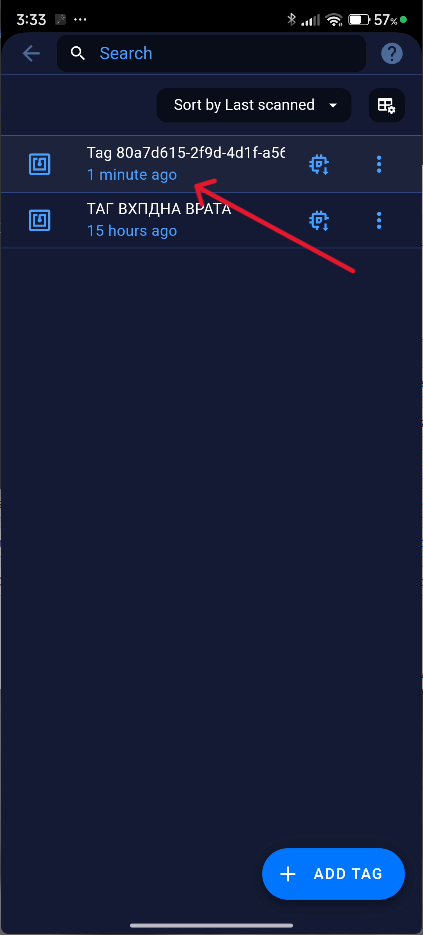 3:33
57%
Search
Sort by Last scanned
Tag 80a7d615-2f9d-4d1f-a56
1 minute ago
ТАГ ВХПДНА ВРАТА
15 hours ago
ADD TAG